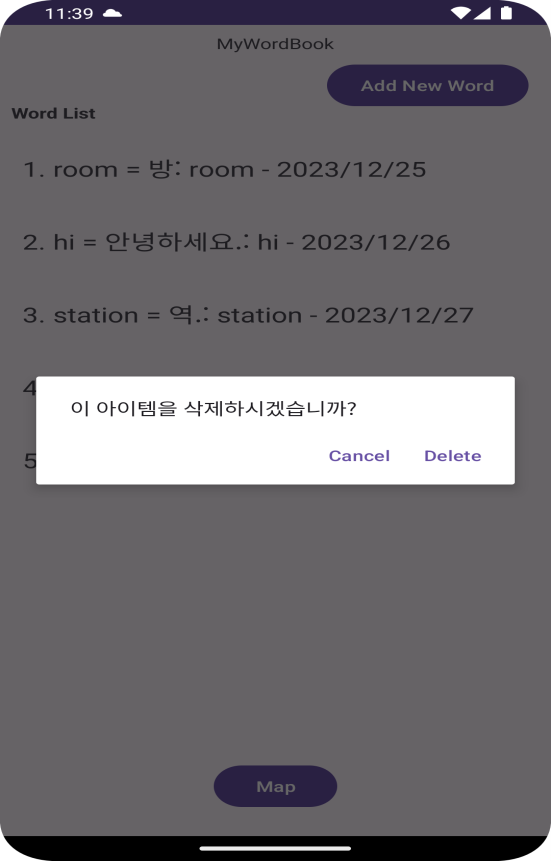 11:39
MyWordBook
Add New Word
Word List
1. room = 방: room - 2023/12/25
2. hi = 안녕하세요.: hi - 2023/12/26
3. station = 역.: station - 2023/12/27
4
이 아이템을 삭제하시겠습니까?
Cancel Delete
5
Map